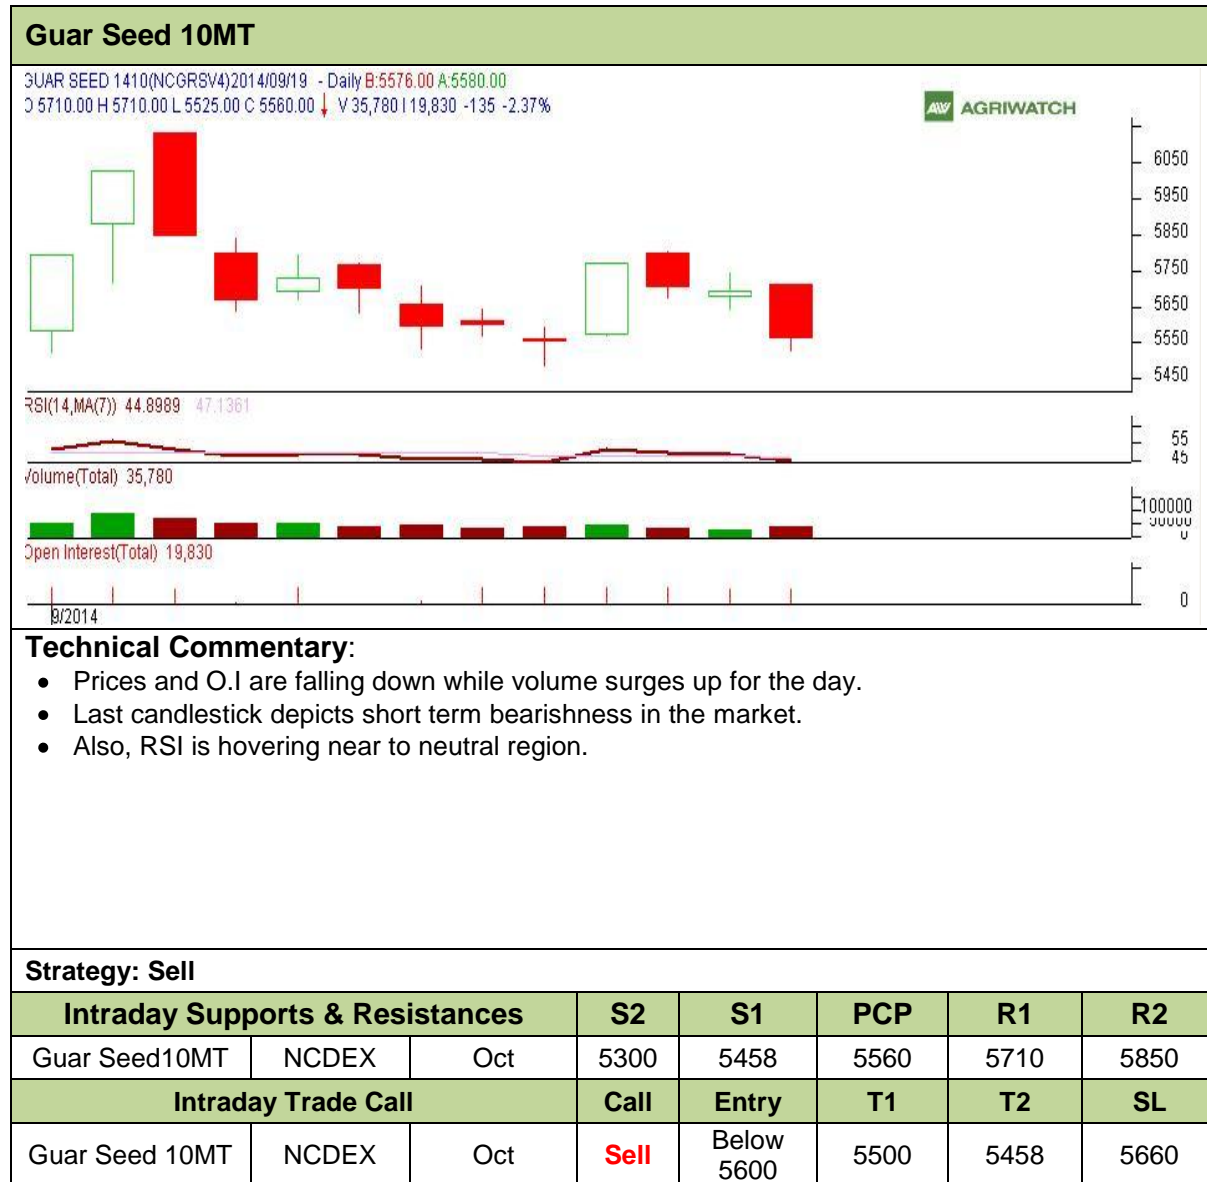 Guar Seed 10MT
GUAR SEED 1410(NCGRSV4)2014/09/19 - Daily B:5576.00 A:5580.00
O 5710.00 H 5710.00 L 5525.00 C 5560.00 V 35,780 I 19,830 -135 -2.37%
AW AGRIWATCH
6050
5950
5850
5750
5650
5550
5450
RSI(14,MA(7)) 44.8989 47.1361
55
45
Volume(Total) 35,780
100000
0
Open Interest(Total) 19,830
0
9/2014
Technical Commentary:
• Prices and O.I are falling down while volume surges up for the day.
• Last candlestick depicts short term bearishness in the market.
• Also, RSI is hovering near to neutral region.
Strategy: Sell
Intraday Supports & Resistances S2 S1 PCP R1 R2
Guar Seed10MT NCDEX Oct 5300 5458 5560 5710 5850
Intraday Trade Call Call Entry T1 T2 SL
Guar Seed 10MT NCDEX Oct Sell Below 5600 5500 5458 5660